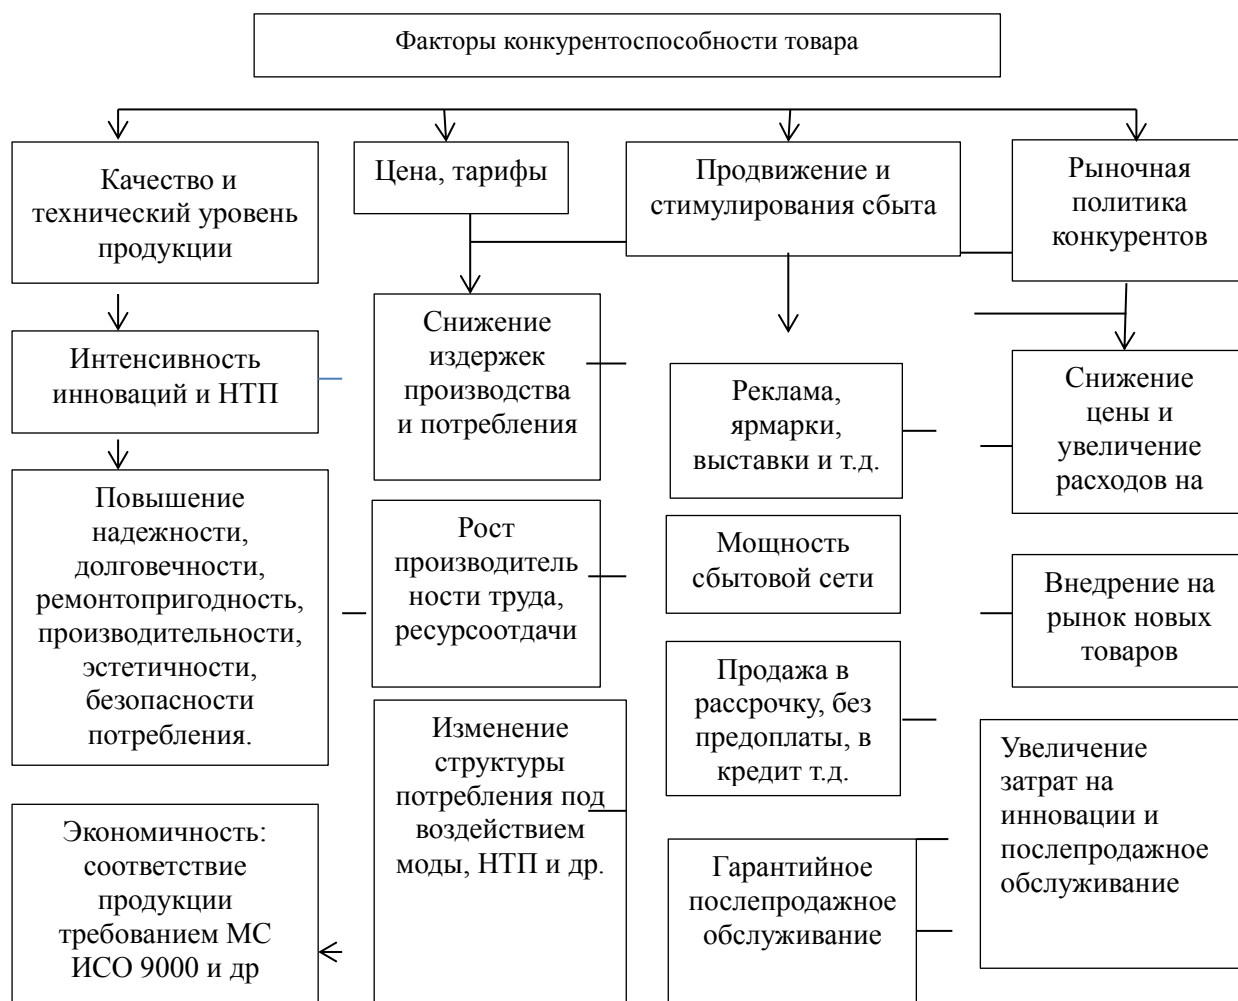 Факторы конкурентоспособности товара
Качество и
технический уровень
продукции
Цена, тарифы
Продвижение и
стимулирования сбыта
Рыночная
политика
конкурентов
Интенсивность
инноваций и НТП
Снижение
издержек
производства
и потребления
Реклама,
ярмарки,
выставки и т.д.
Снижение
цены и
увеличение
расходов на
Повышение
надежности,
долговечности,
ремонтопригодность,
производительности,
эстетичности,
безопасности
потребления.
Рост
производитель
ности труда,
ресурсоотдачи
Мощность
сбытовой сети
Внедрение на
рынок новых
товаров
Продажа в
рассрочку, без
предоплаты, в
кредит т.д.
Изменение
структуры
потребления под
воздействием
моды, НТП и др.
Увеличение
затрат на
инновации и
послепродажное
обслуживание
Экономичность:
соответствие
продукции
требованием МС
ИСО 9000 и др
Гарантийное
послепродажное
обслуживание